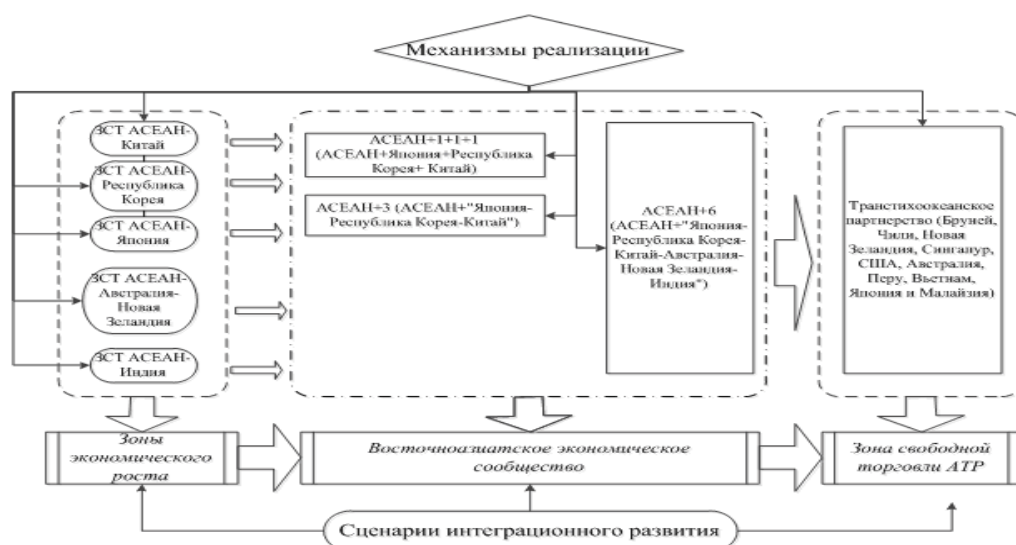 Механизмы реализации
ЗСТ АСЕАН-
Китай
ЗСТ АСЕАН-
Республика
Корея
ЗСТ АСЕАН-
Япония
ЗСТ АСЕАН-
Австралия-
Новая
Зеландия
ЗСТ АСЕАН-
Индия
АСЕАН+1+1+1
(АСЕАН+Япония+Республика
Корея+ Китай)
АСЕАН+3 (АСЕАН+"Япония-
Республика Корея-Китай")
АСЕАН+6
(АСЕАН+"Япония-
Республика Корея-
Китай-Австралия-
Новая Зеландия-
Индия")
Транстихоокеанское
партнерство (Бруней,
Чили, Новая
Зеландия, Сингапур,
США, Австралия,
Перу, Вьетнам,
Япония и Малайзия)
Зоны
экономического
роста
Восточноазиатское экономическое
сообщество
Зона свободной
торговли АТР
Сценарии интеграционного развития